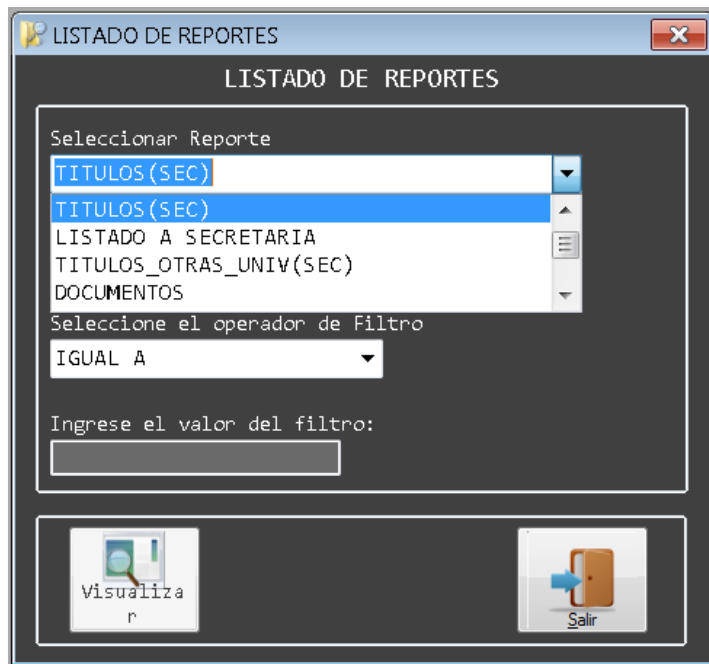 LISTADO DE REPORTES
LISTADO DE REPORTES
Seleccionar Reporte
TITULOS(SEC)
TITULOS(SEC)
LISTADO A SECRETARIA
TITULOS_OTRAS_UNIV(SEC)
DOCUMENTOS
Seleccione el operador de Filtro
IGUAL A
Ingrese el valor del filtro:
Visualiza
r
Salir